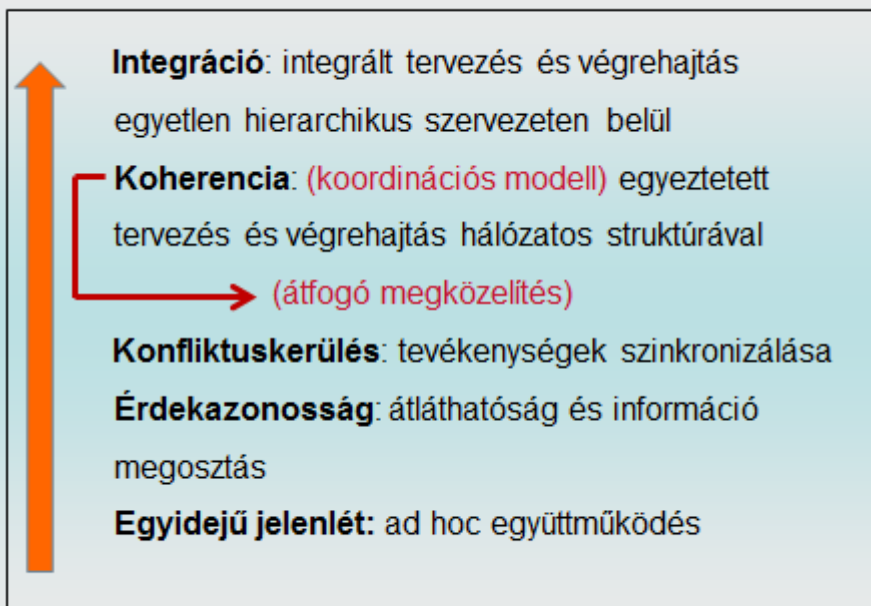 Integráció: integrált tervezés és végrehajtás
egyetlen hierarchikus szervezeten belül
Koherencia: (koordinációs modell) egyeztetett
tervezés és végrehajtás hálózatos struktúrával
(átfogó megközelítés)
Konfliktuskerülés: tevékenységek szinkronizálása
Érdekazonosság: átláthatóság és információ
megosztás
Egyidejű jelenlét: ad hoc együttműködés